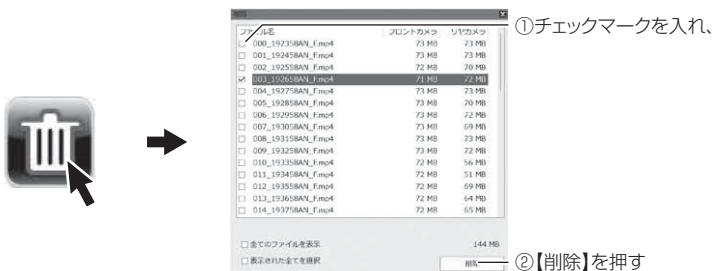 ファイル名 フロントカメラ リヤカメラ
000_192358AN_F.mp4 73 MB 73 MB
001_192458AN_F.mp4 73 MB 73 MB
002_192558AN_F.mp4 72 MB 70 MB
003_192658AN_F.mp4 71 MB 72 MB
004_192758AN_F.mp4 73 MB 73 MB
005_192858AN_F.mp4 73 MB 70 MB
006_192958AN_F.mp4 73 MB 72 MB
007_193058AN_F.mp4 73 MB 69 MB
008_193158AN_F.mp4 73 MB 73 MB
009_193258AN_F.mp4 73 MB 72 MB
010_193358AN_F.mp4 72 MB 56 MB
011_193458AN_F.mp4 72 MB 51 MB
012_193558AN_F.mp4 72 MB 69 MB
013_193658AN_F.mp4 72 MB 64 MB
014_193758AN_F.mp4 72 MB 65 MB
全てのファイルを表示 144 MB
表示された全てを選択 削除
①チェックマークを入れ、
②【削除】を押す